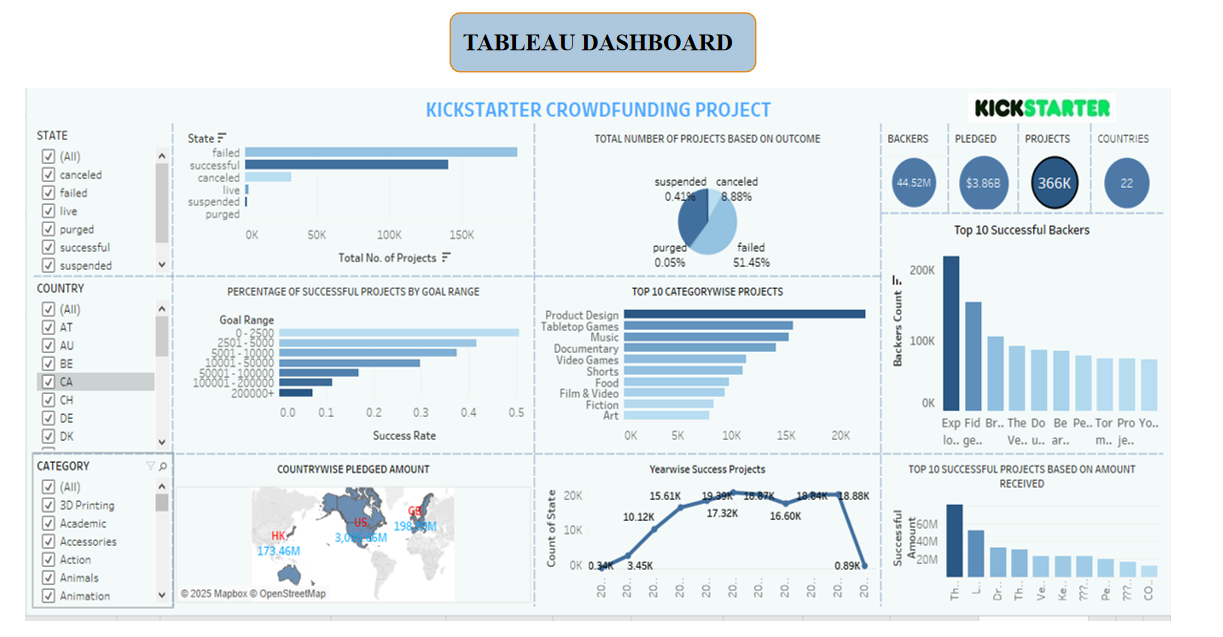 TABLEAU DASHBOARD
KICKSTARTER CROWDFUNDING PROJECT
KICKSTARTER
STATE
(All)
canceled
failed
live
purged
successful
suspended
State
failed
successful
canceled
live
suspended
purged
0K 50K 100K 150K
Total No. of Projects
TOTAL NUMBER OF PROJECTS BASED ON OUTCOME
suspended
0.41%
canceled
8.88%
purged
0.05%
failed
51.45%
BACKERS PLEDGED PROJECTS COUNTRIES
44.52M $3.86B 366K 22
COUNTRY
(All)
AT
AU
BE
CA
CH
DE
DK
PERCENTAGE OF SUCCESSFUL PROJECTS BY GOAL RANGE
Goal Range
0 - 2500
2501 - 5000
5001 - 10000
10001 - 50000
50001 - 100000
100001 - 200000
200000+
0.0 0.1 0.2 0.3 0.4 0.5
Success Rate
TOP 10 CATEGORYWISE PROJECTS
Product Design
Tabletop Games
Music
Documentary
Video Games
Shorts
Food
Film & Video
Fiction
Art
0K 5K 10K 15K 20K
Top 10 Successful Backers
Backers Count
200K
100K
0K
Exp Fid Br.. The Do Be Pe.. Tor Pro Yo..
lo.. ge.. Ve.. u.. ar.. m.. je..
CATEGORY
(All)
3D Printing
Academic
Accessories
Action
Animals
Animation
COUNTRYWISE PLEDGED AMOUNT
HK
173.46M
US
GB
© 2025 Mapbox © OpenStreetMap
Yearwise Success Projects
Count of State
20K
10K
0K
0.34K 3.45K 10.12K 15.61K 17.32K 19.39K 18.87K 16.60K 18.84K 18.88K 0.89K
20.. 20.. 20.. 20.. 20.. 20.. 20.. 20.. 20.. 20.. 20..
TOP 10 SUCCESSFUL PROJECTS BASED ON AMOUNT
RECEIVED
Successful
Amount
60M
40M
20M
Th.. L.. Dr.. Th.. Ve.. Ke.. ???.. Pe.. ???.. CO..